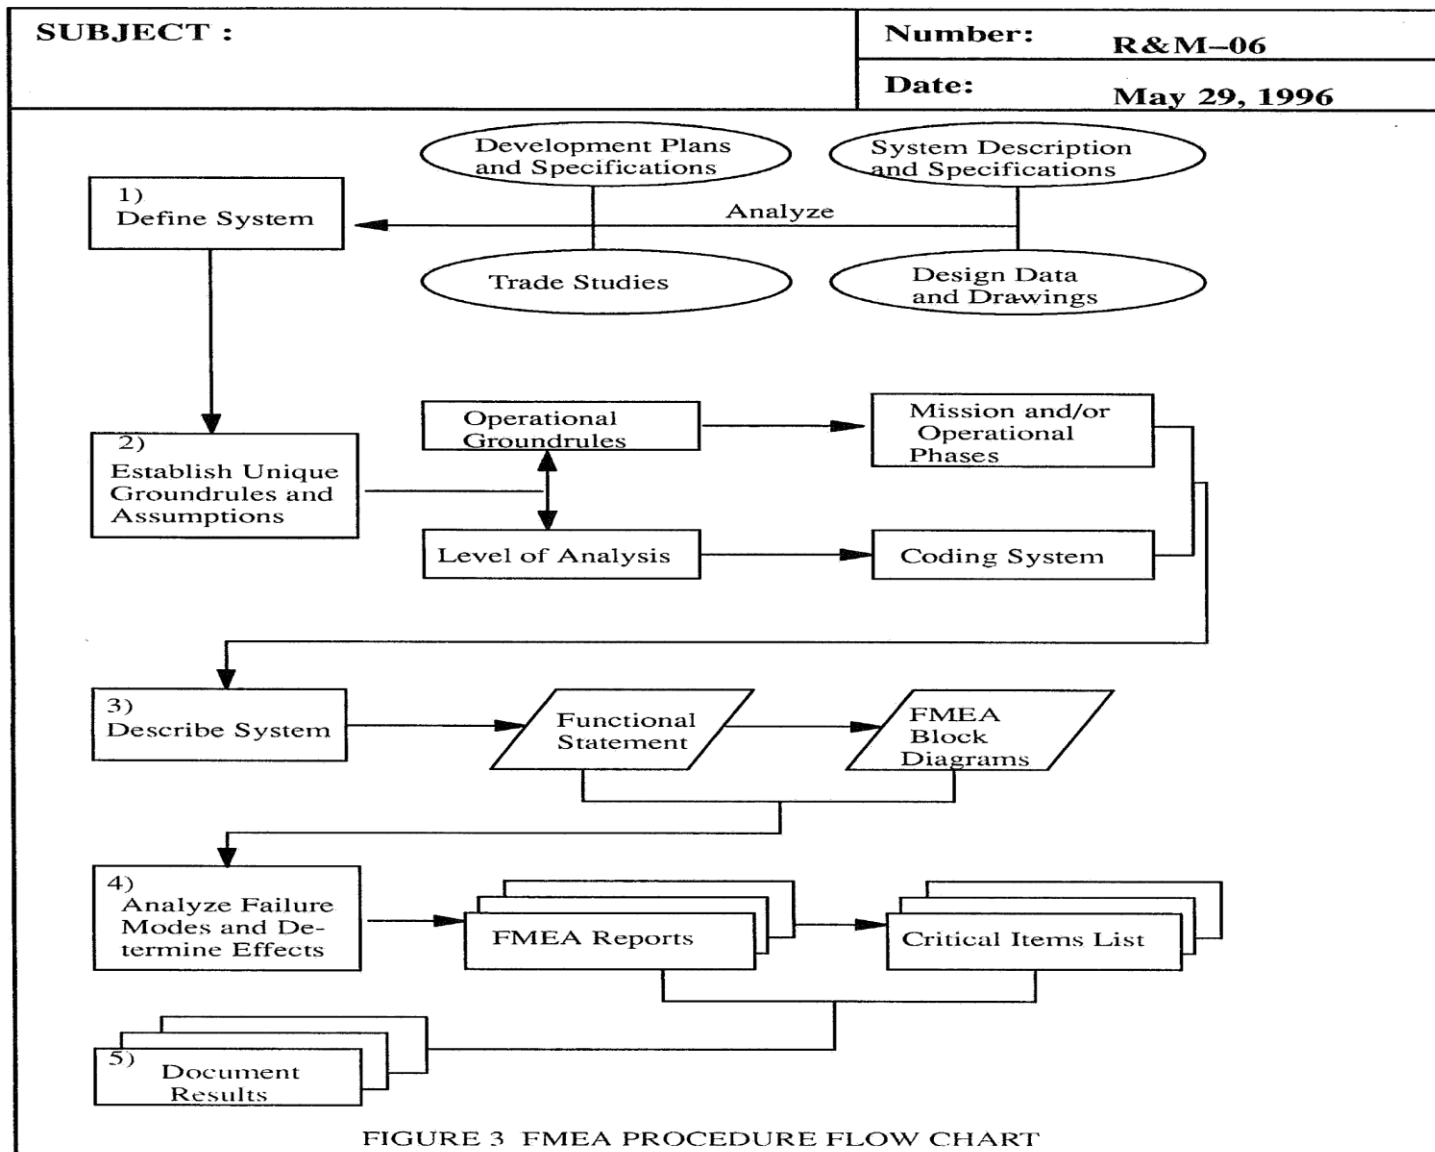 SUBJECT :
Number: R&M–06
Date: May 29, 1996
Development Plans
and Specifications
System Description
and Specifications
1)
Define System
Analyze
Trade Studies
Design Data
and Drawings
2)
Establish Unique
Groundrules and
Assumptions
Operational
Groundrules
Mission and/or
Operational
Phases
Level of Analysis
Coding System
3)
Describe System
Functional
Statement
FMEA
Block
Diagrams
4)
Analyze Failure
Modes and De-
termine Effects
FMEA Reports
Critical Items List
5)
Document
Results
FIGURE 3 FMEA PROCEDURE FLOW CHART